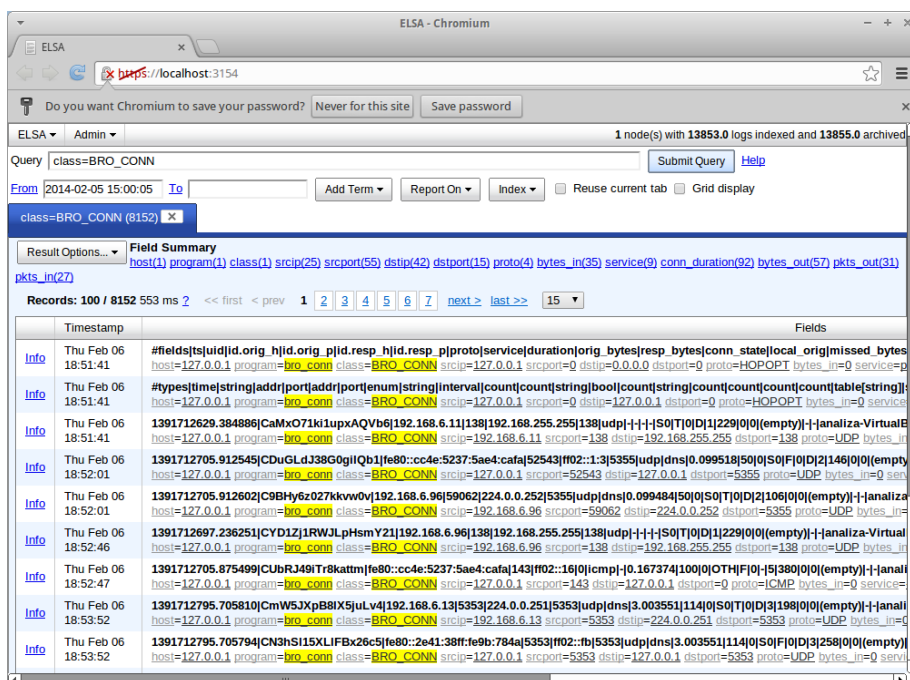 ELSA - Chromium
ELSA
https://localhost:3154
Do you want Chromium to save your password? Never for this site Save password
ELSA Admin 1 node(s) with 13853.0 logs indexed and 13855.0 archived
Query class=BRO_CONN Submit Query Help
From 2014-02-05 15:00:05 To Add Term Report On Index Reuse current tab Grid display
class=BRO_CONN (8152)
Result Options... Field Summary
host(1) program(1) class(1) srcip(25) srcport(55) dstip(42) dstport(15) proto(4) bytes_in(35) service(9) conn_duration(92) bytes_out(57) pkts_out(31)
pkts_in(27)
Records: 100 / 8152 553 ms ? << first < prev 1 2 3 4 5 6 7 next > last >> 15
Timestamp Fields
Info Thu Feb 06 18:51:41 #fields|ts|uid|id.orig_h|id.orig_p|id.resp_h|id.resp_p|proto|service|duration|orig_bytes|resp_bytes|conn_state|local_orig|missed_bytes
host=127.0.0.1 program=bro_conn class=BRO_CONN srcip=127.0.0.1 srcport=0 dstip=0.0.0.0 dstport=0 proto=HOPOPT bytes_in=0 service=p
Info Thu Feb 06 18:51:41 #types|time|string|addr|port|addr|port|enum|string|interval|count|count|string|bool|count|string|count|count|count|count|table[string]|s
host=127.0.0.1 program=bro_conn class=BRO_CONN srcip=127.0.0.1 srcport=0 dstip=127.0.0.1 dstport=0 proto=HOPOPT bytes_in=0 service
Info Thu Feb 06 18:51:41 1391712629.384886|CaMxO71ki1upxAQVb6|192.168.6.11|138|192.168.255.255|138|udp|-|-|-|-|S0|T|0|D|1|229|0|0|(empty)|-|-|analiza-VirtualB
host=127.0.0.1 program=bro_conn class=BRO_CONN srcip=192.168.6.11 srcport=138 dstip=192.168.255.255 dstport=138 proto=UDP bytes_in
Info Thu Feb 06 18:52:01 1391712705.912545|CDuGLdJ38G0gilQb1|fe80::cc4e:5237:5ae4:cafa|52543|ff02::1:3|5355|udp|dns|0.099518|50|0|S0|F|0|D|2|146|0|0|(empty)
host=127.0.0.1 program=bro_conn class=BRO_CONN srcip=127.0.0.1 srcport=52543 dstip=127.0.0.1 dstport=5355 proto=UDP bytes_in=0 serv
Info Thu Feb 06 18:52:01 1391712705.912602|C9BHy6z027kkvw0v|192.168.6.96|59062|224.0.0.252|5355|udp|dns|0.099484|50|0|S0|T|0|D|2|106|0|0|(empty)|-|-|analiza
host=127.0.0.1 program=bro_conn class=BRO_CONN srcip=192.168.6.96 srcport=59062 dstip=224.0.0.252 dstport=5355 proto=UDP bytes_in=
Info Thu Feb 06 18:52:46 1391712697.236251|CYD1Zj1RWJLpHsmY21|192.168.6.96|138|192.168.255.255|138|udp|-|-|-|-|S0|T|0|D|1|229|0|0|(empty)|-|-|analiza-Virtual
host=127.0.0.1 program=bro_conn class=BRO_CONN srcip=192.168.6.96 srcport=138 dstip=192.168.255.255 dstport=138 proto=UDP bytes_in
Info Thu Feb 06 18:52:47 1391712705.875499|CUbRJ49iTr8kattm|fe80::cc4e:5237:5ae4:cafa|143|ff02::16|0|icmp|-|0.167374|100|0|OTH|F|0|-|5|380|0|0|(empty)|-|-|anali
host=127.0.0.1 program=bro_conn class=BRO_CONN srcip=127.0.0.1 srcport=143 dstip=127.0.0.1 dstport=0 proto=ICMP bytes_in=0 service=
Info Thu Feb 06 18:53:52 1391712795.705810|CmW5JXpB8IX5juLv4|192.168.6.13|5353|224.0.0.251|5353|udp|dns|3.003551|114|0|S0|T|0|D|3|198|0|0|(empty)|-|-|anali
host=127.0.0.1 program=bro_conn class=BRO_CONN srcip=192.168.6.13 srcport=5353 dstip=224.0.0.251 dstport=5353 proto=UDP bytes_in=0
Info Thu Feb 06 18:53:52 1391712795.705794|CN3hSI15XLIFBx26c5|fe80::2e41:38ff:fe9b:784a|5353|ff02::fb|5353|udp|dns|3.003551|114|0|S0|F|0|D|3|258|0|0|(empty)|
host=127.0.0.1 program=bro_conn class=BRO_CONN srcip=127.0.0.1 srcport=5353 dstip=127.0.0.1 dstport=5353 proto=UDP bytes_in=0 servi